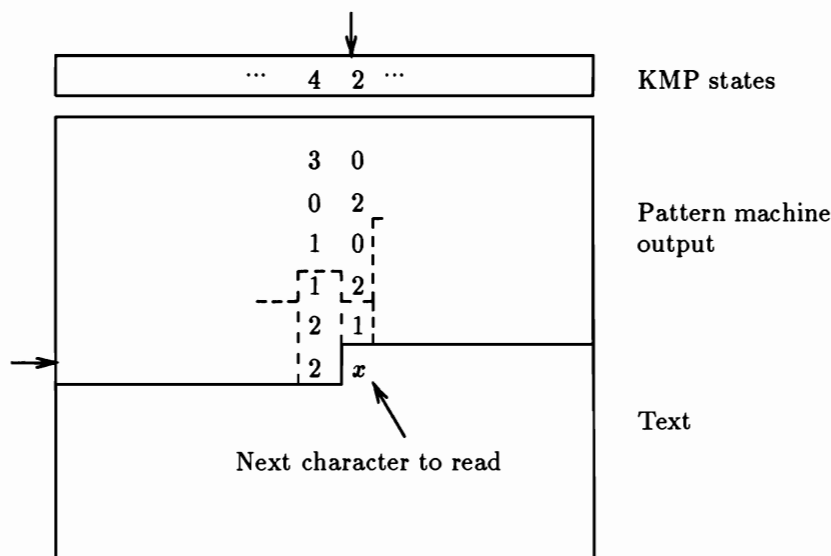 ... 4 2 ... KMP states
3 0
0 2 Pattern machine
1 0 output
1 2
2 1
2 x
Text
Next character to read